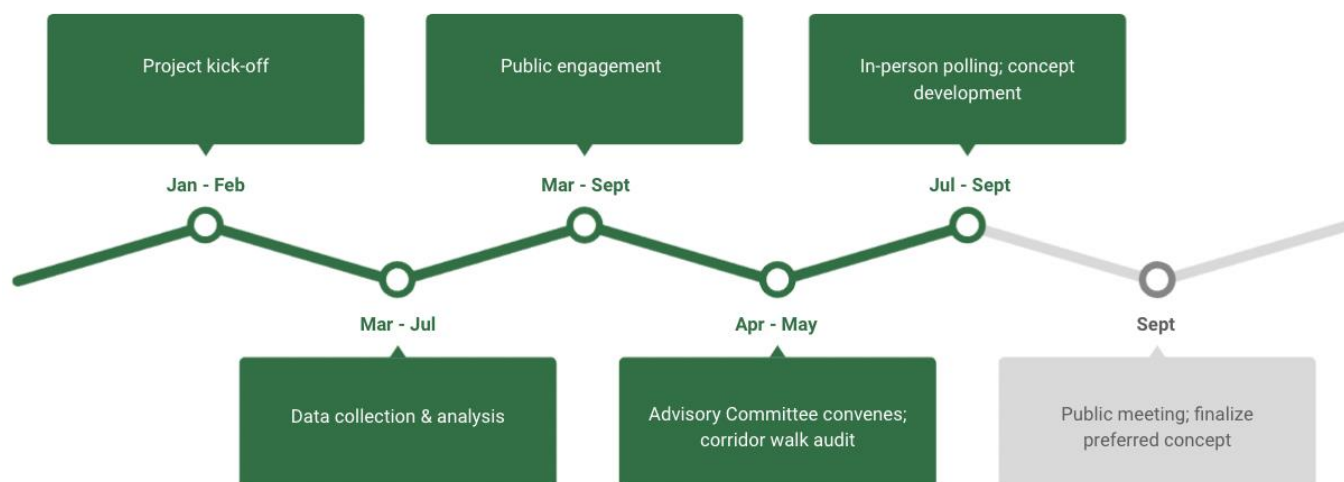 Project kick-off
Jan - Feb
Mar - Jul
Data collection & analysis
Public engagement
Mar - Sept
Apr - May
Advisory Committee convenes;
corridor walk audit
In-person polling; concept
development
Jul - Sept
Sept
Public meeting; finalize
preferred concept